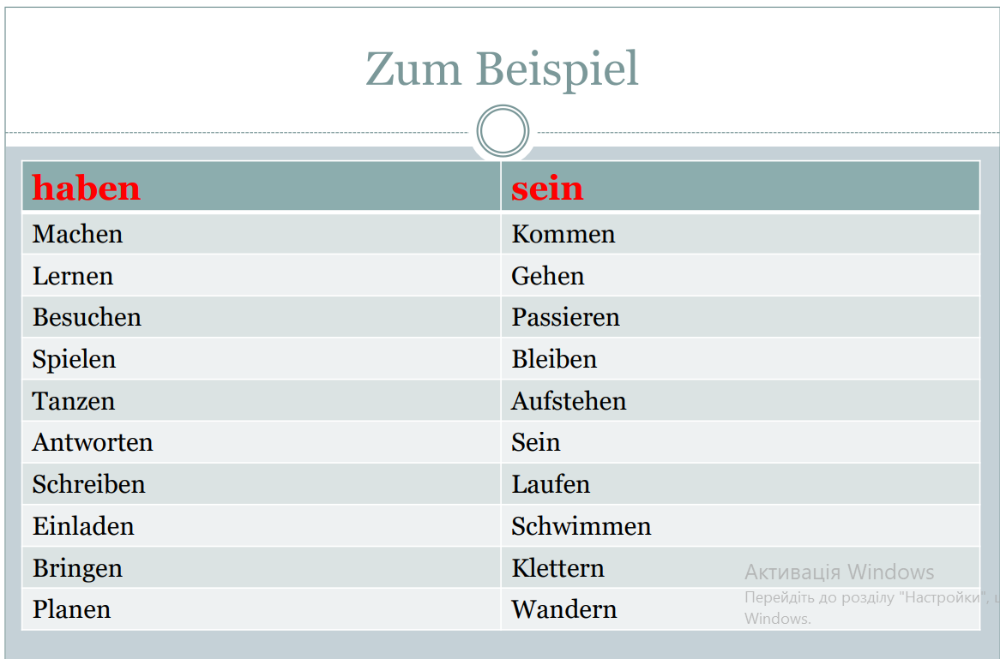 Zum Beispiel
haben sein
Machen Kommen
Lernen Gehen
Besuchen Passieren
Spielen Bleiben
Tanzen Aufstehen
Antworten Sein
Schreiben Laufen
Einladen Schwimmen
Bringen Klettern
Planen Wandern
Активація Windows
Перейдіть до розділу "Настройки",
Windows.